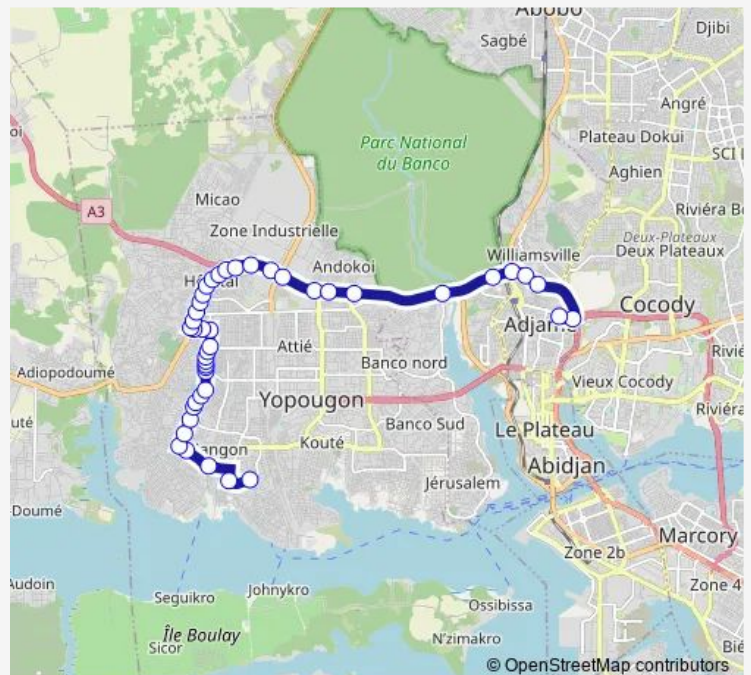 Abobo
Sagbé
Djibi
Angré
Plateau Dokui
Parc National
du Banco
SCI
Aghien
Micao
A3
Riviéra
Zone Industrielle
Deux-Plateaux
Deux Plateaux
Williamsville
Andokoi
Cocody
Attié
Banco nord
Adiopodoumé
Vieux Cocody
Yopougon
Banco Sud
Le Plateau
Kouté
Abidjan
Jérusalem
Doumé
Marcory
Zone 2b
Zone 4
Audoin
Seguikro
Johnykro
Ossibissa
Île Boulay
N'zimakro
Sicor
© OpenStreetMap contributors